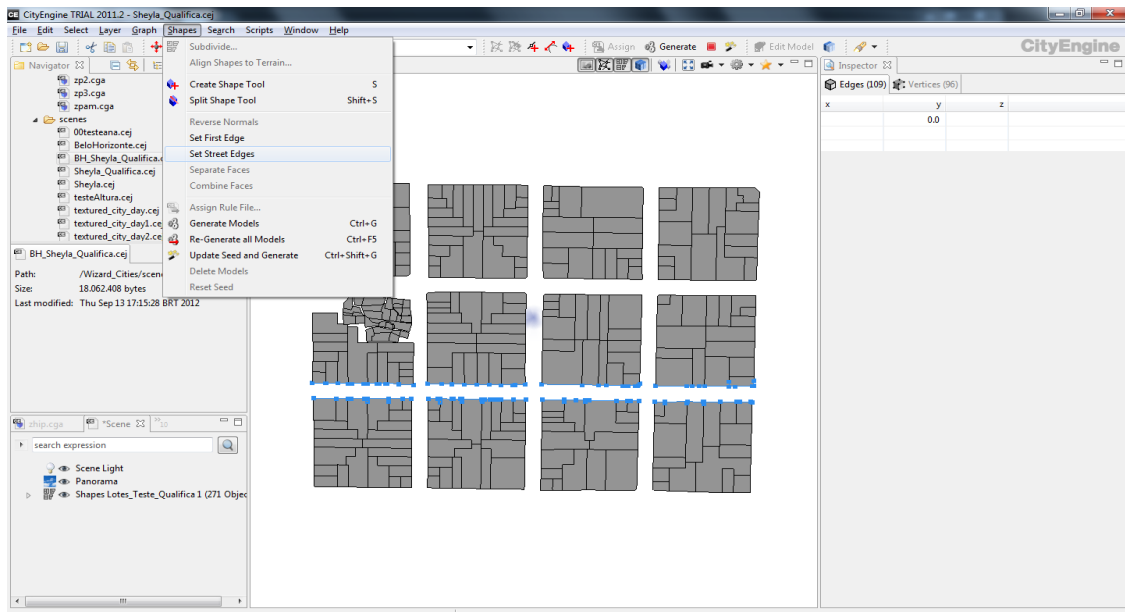 CE CityEngine TRIAL 2011.2 - Sheyla_Qualifica.cej
File Edit Select Layer Graph Shapes Search Scripts Window Help
Assign Generate Edit Model CityEngine
Navigator
zp2.cga
zp3.cga
zpam.cga
scenes
00testeana.cej
BeloHorizonte.cej
BH_Sheyla_Qualifica.c
Sheyla_Qualifica.cej
Sheyla.cej
testeAltura.cej
textured_city_day.cej
textured_city_day1.ce
textured_city_day2.ce
Subdivide...
Align Shapes to Terrain...
Create Shape Tool S
Split Shape Tool Shift+S
Reverse Normals
Set First Edge
Set Street Edges
Separate Faces
Combine Faces
Assign Rule File...
Generate Models Ctrl+G
Re-Generate all Models Ctrl+F5
Update Seed and Generate Ctrl+Shift+G
Delete Models
Reset Seed
BH_Sheyla_Qualifica.cej
Path: /Wizard_Cities/scen
Size: 18.062.408 bytes
Last modified: Thu Sep 13 17:15:28 BRT 2012
zhip.cga *Scene »10
search expression
Scene Light
Panorama
Shapes Lotes_Teste_Qualifica 1 (271 Objec
Inspector
Edges (109) Vertices (96)
x y z
0.0